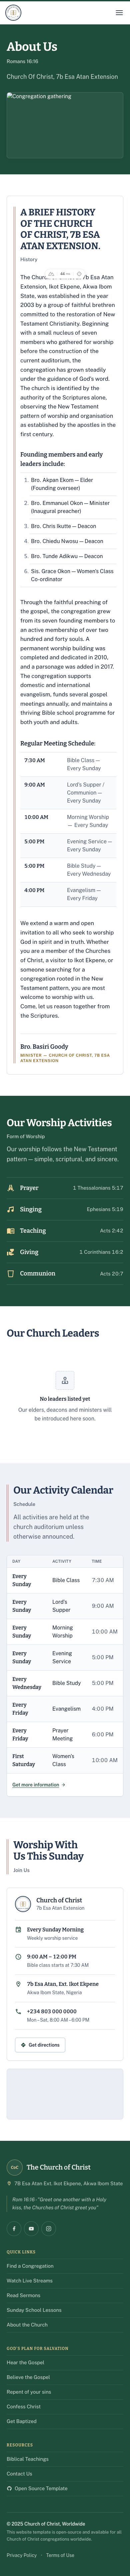 About Us
Romans 16:16
Church Of Christ, 7b Esa Atan Extension
Congregation gathering
A BRIEF HISTORY
OF THE CHURCH
OF CHRIST, 7B ESA
ATAN EXTENSION.
History
The Church of Christ, 7b Esa Atan
Extension, Ikot Ekpene, Akwa Ibom
State, was established in the year
2003 by a group of faithful brethren
committed to the restoration of
New Testament Christianity. Beginning
with only a handful of members
meeting under the canopy, the
congregation has grown steadily
under the guidance of God's word.
The church is founded solely on the
authority of the Scriptures,
observing the New Testament
pattern of worship and organisation
as established by the apostles in the
first century.
Founding members and early
leaders include:
1. Bro. Akpan Ekom — Elder
(Founding overseer)
2. Bro. Emmanuel Okon — Minister
(Inaugural preacher)
3. Bro. Chris Ikutte — Deacon
4. Bro. Chiedu Nwosu — Deacon
5. Bro. Tunde Adikwu — Deacon
6. Sis. Grace Okon — Women's Class
Co-ordinator
Through the faithful preaching of
the gospel, the congregation grew
from its seven founding members to
an active membership of over two
hundred and forty souls. A
permanent worship building was
completed and dedicated in 2010,
and a parsonage was added in 2017.
The congregation supports
evangelism, national and
international missions, quarterly
gospel meetings annually, and
maintains a thriving Bible class
programme for both youth and adults.
Regular Meeting Schedule:
7:30 AM Bible Class —
Every Sunday
9:00 AM Lord's Supper /
Communion —
Every Sunday
10:00 AM Morning Worship
— Every Sunday
5:00 PM Evening Service —
Every Sunday
5:00 PM Bible Study —
Every Wednesday
4:00 PM Evangelism —
Every Friday
We extend a warm and open
invitation to all who seek to worship
God in spirit and truth. Whether
you are a member of the Churches
of Christ, a visitor to Ikot Ekpene, or
someone searching for a
congregation that follows the New
Testament pattern, you are most
welcome to worship with us.
Come, let us reason together from
the Scriptures.
Bro. Basiri Goody
MINISTER — CHURCH OF CHRIST, 7B ESA
ATAN EXTENSION
Our Worship Activities
Form of Worship
Our worship follows the New Testament
pattern — simple, scriptural, and sincere.
Prayer 1 Thessalonians 5:17
Singing Ephesians 5:19
Teaching Acts 2:42
Giving 1 Corinthians 16:2
Communion Acts 20:7
Our Church Leaders
No leaders listed yet
Our elders, deacons and ministers will
be introduced here soon.
Our Activity Calendar
Schedule
All activities are held at the
church auditorium unless
otherwise announced.
DAY ACTIVITY TIME
Every
Sunday Bible Class 7:30 AM
Every
Sunday Lord's
Supper 9:00 AM
Every
Sunday Morning
Worship 10:00 AM
Every
Sunday Evening
Service 5:00 PM
Every
Wednesday Bible Study 5:00 PM
Every
Friday Evangelism 4:00 PM
Every
Friday Prayer
Meeting 6:00 PM
First
Saturday Women's
Class 10:00 AM
Get more information →
Worship With
Us This Sunday
Join Us
Church of Christ
7b Esa Atan Extension
Every Sunday Morning
Weekly worship service
9:00 AM – 12:00 PM
Bible class starts at 7:30 AM
7b Esa Atan, Ext. Ikot Ekpene
Akwa Ibom State, Nigeria
+234 803 000 0000
Mon–Sat, 8:00 AM–6:00 PM
Get directions
CoC The Church of Christ
7B Esa Atan Ext, Ikot Ekpene, Akwa Ibom State
Rom 16:16 -"Greet one another with a Holy
kiss, the Churches of Christ greet you"
QUICK LINKS
Find a Congregation
Watch Live Streams
Read Sermons
Sunday School Lessons
About the Church
GOD'S PLAN FOR SALVATION
Hear the Gospel
Believe the Gospel
Repent of your sins
Confess Christ
Get Baptized
RESOURCES
Biblical Teachings
Contact Us
Open Source Template
© 2025 Church of Christ, Worldwide
This website template is open source and available for all
Church of Christ congregations worldwide.
Privacy Policy · Terms of Use